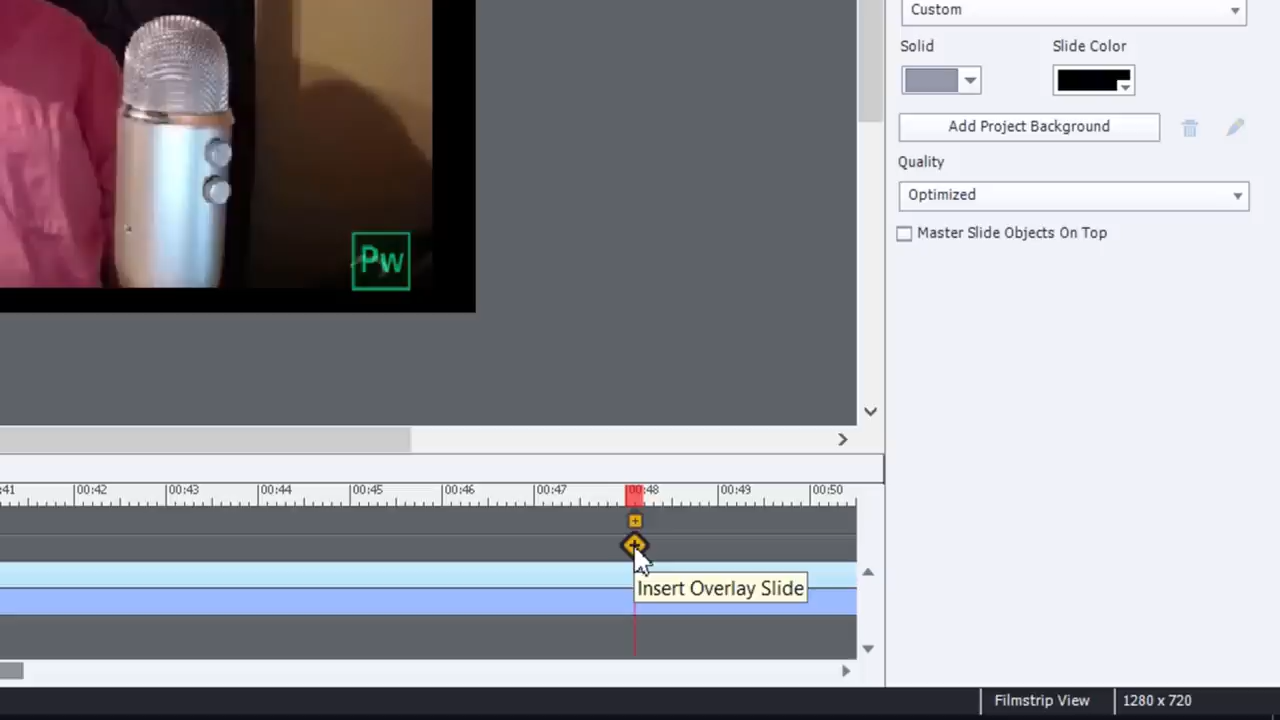 Custom
Solid
Slide Color
Add Project Background
Quality
Optimized
Master Slide Objects On Top
Pw
:41
00:42
00:43
00:44
00:45
00:46
00:47
00:48
00:49
00:50
Insert Overlay Slide
Filmstrip View
1280 x 720